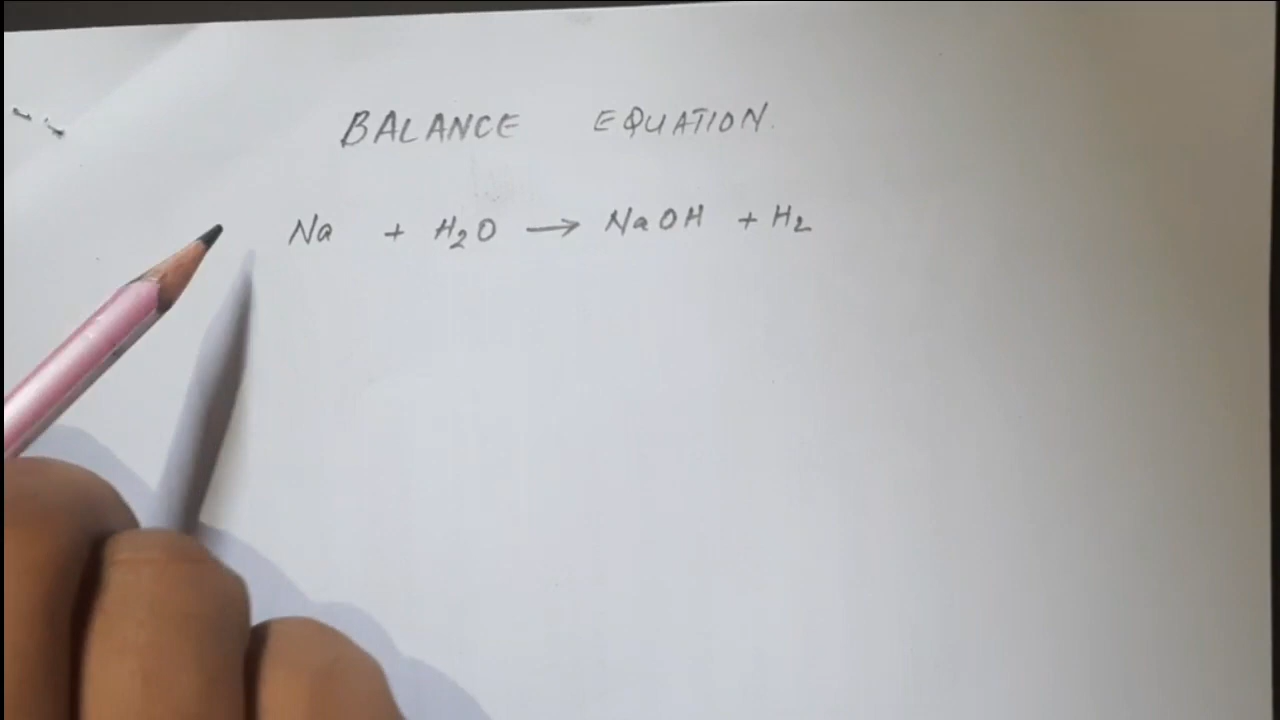 BALANCE EQUATION.
Na + H₂O → NaOH + H₂